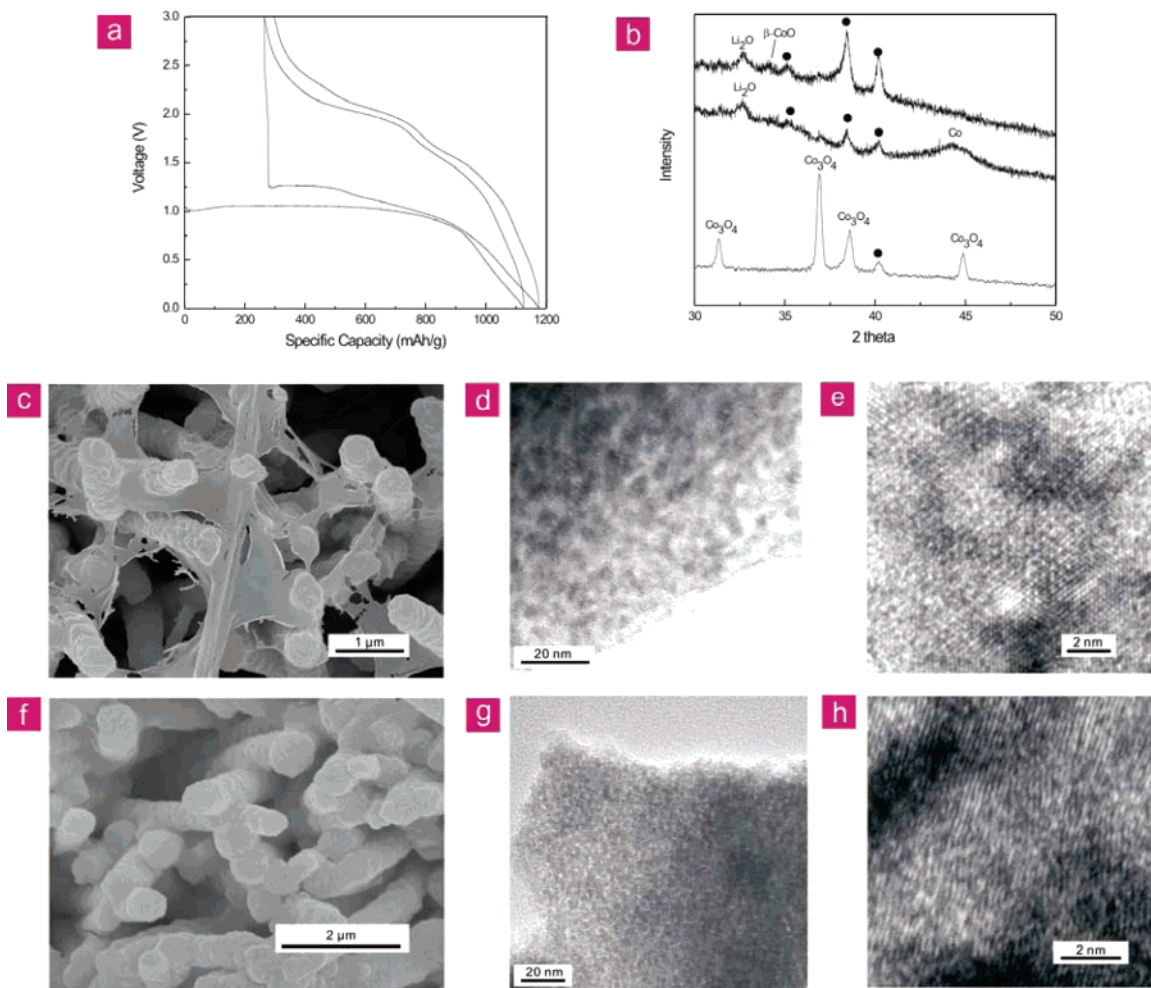 a
3.0
2.5
2.0
1.5
1.0
0.5
0.0
Voltage (V)
0 200 400 600 800 1000 1200
Specific Capacity (mAh/g)
b
Li₂O
β-CoO
Li₂O
Co
Co₃O₄
Co₃O₄
Co₃O₄
Co₃O₄
Intensity
30 35 40 45 50
2 theta
c
1 µm
d
20 nm
e
2 nm
f
2 µm
g
20 nm
h
2 nm